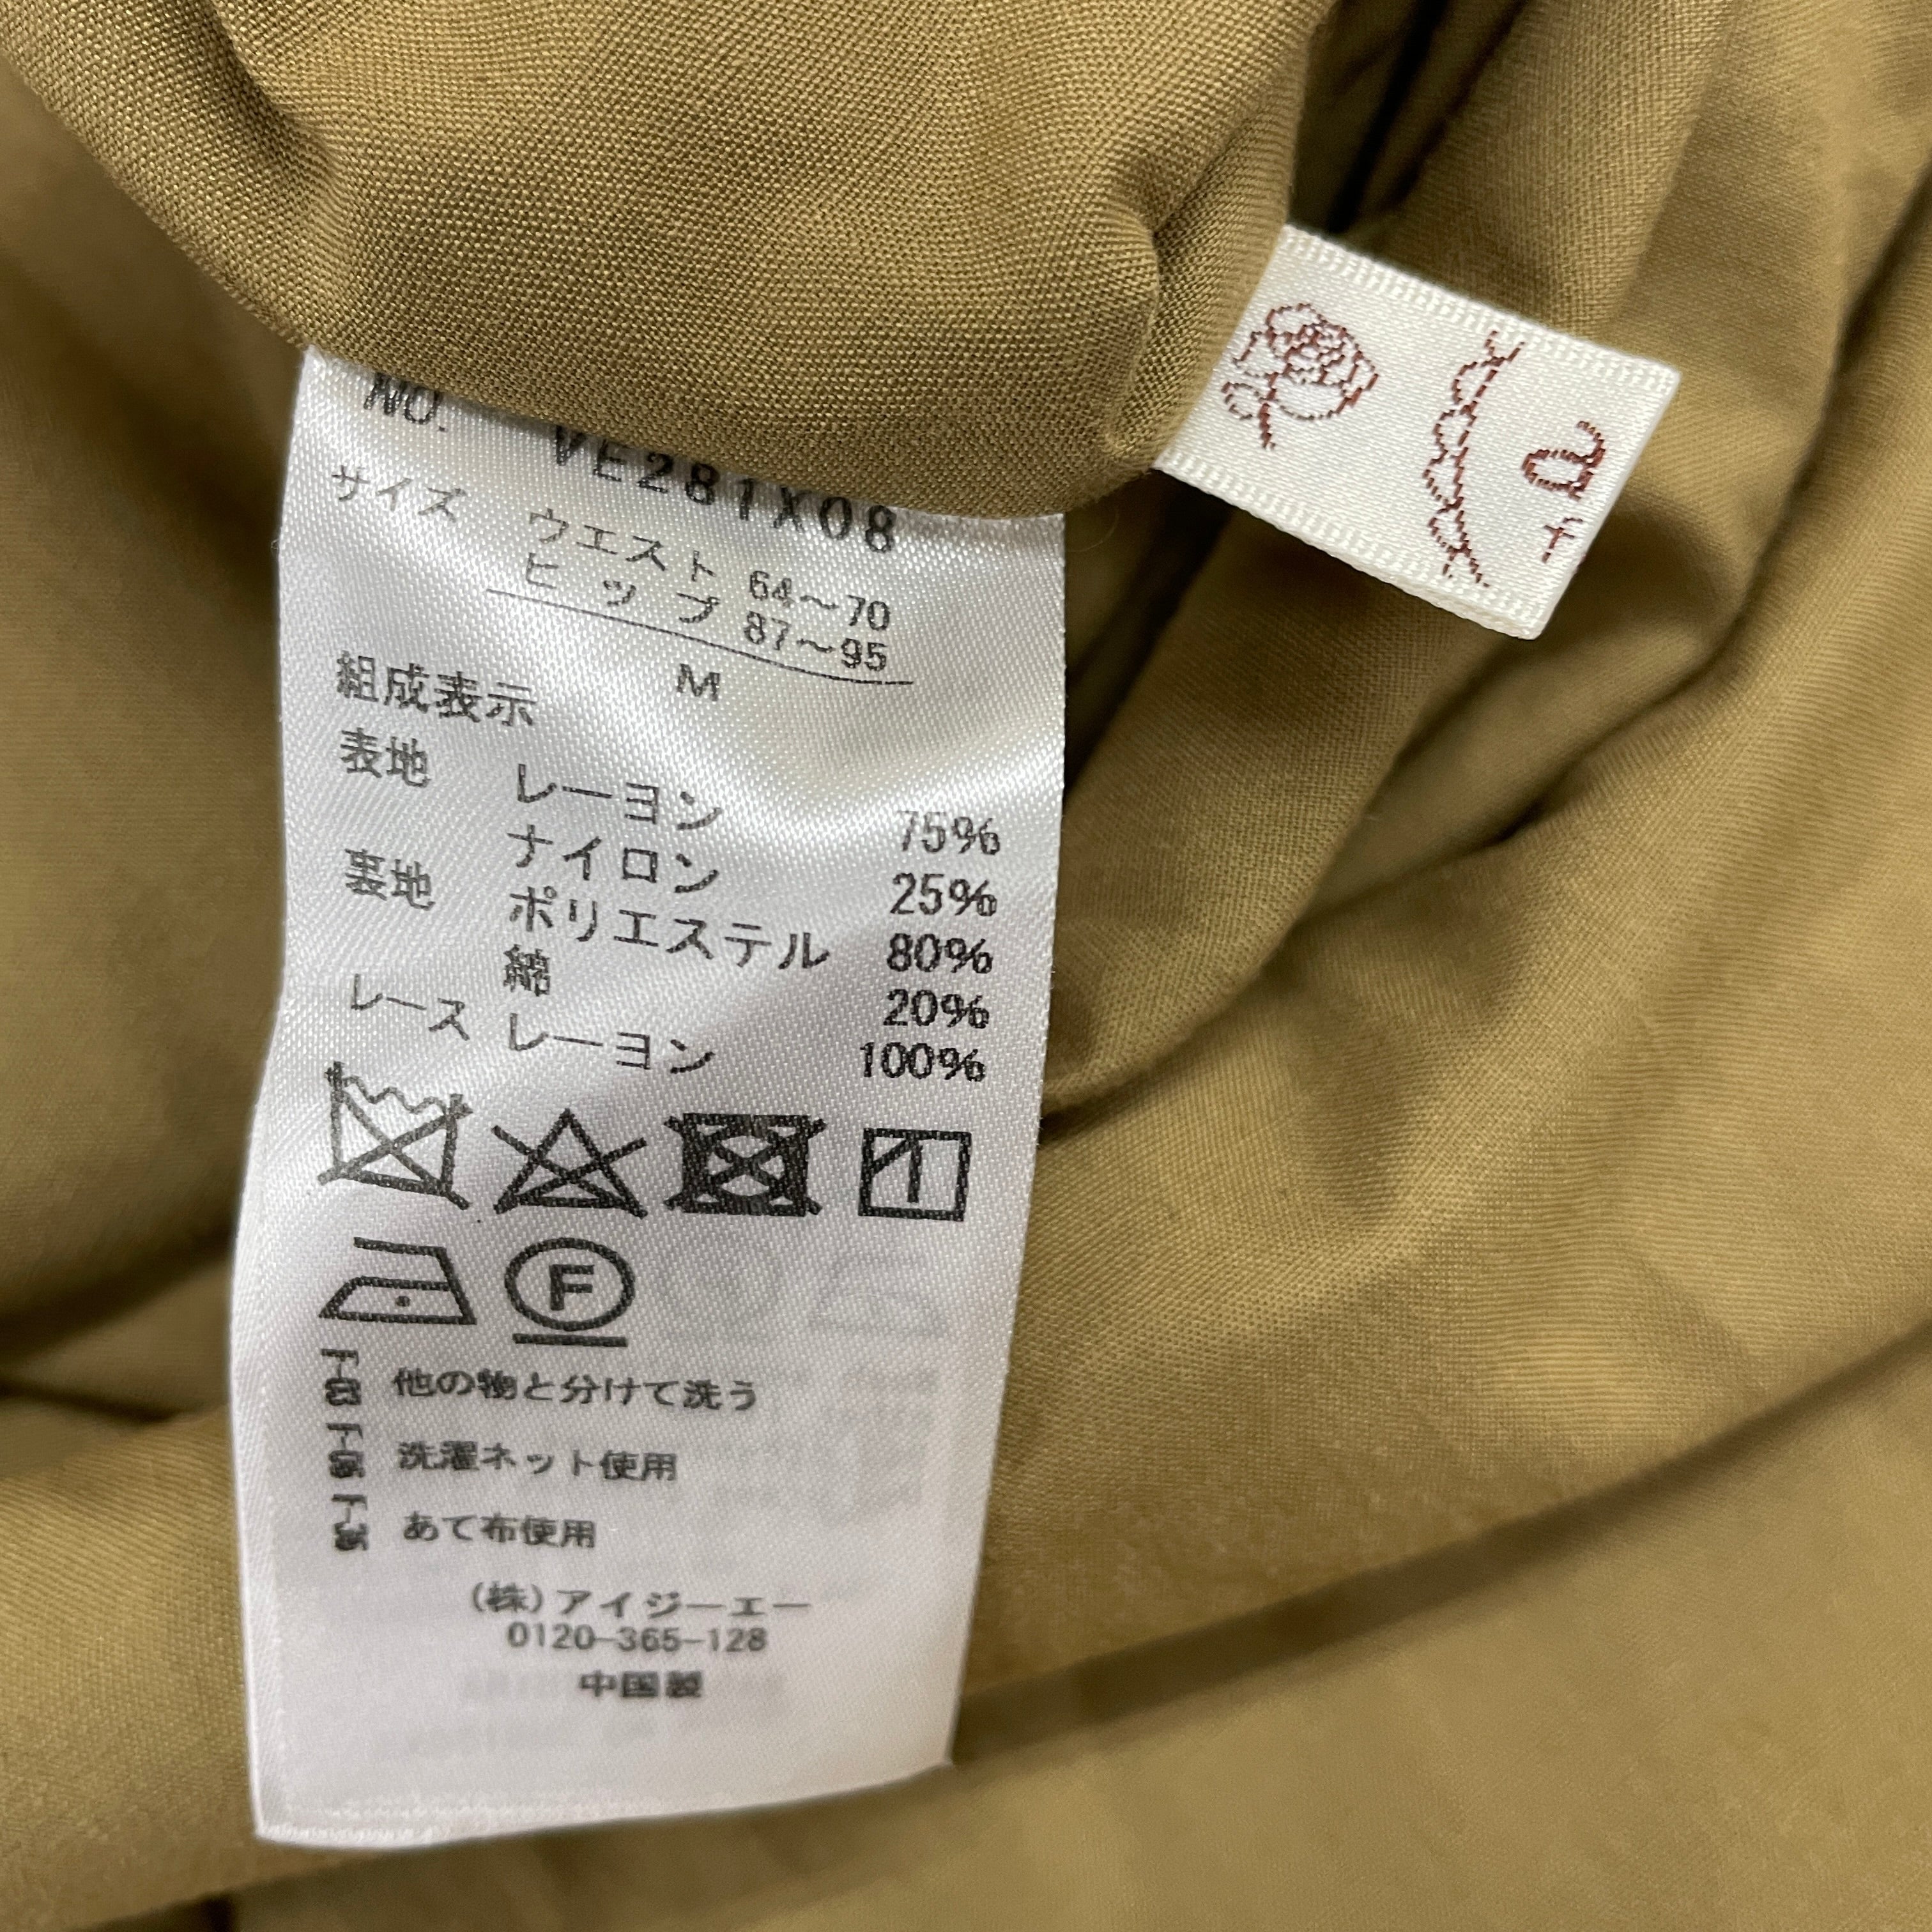 NO. VE281X08
サイズ ウエスト 64～70
ヒップ 87～95
M
組成表示
表地 レーヨン 75%
ナイロン 25%
裏地 ポリエステル 80%
綿 20%
レース レーヨン 100%
F
他の物と分けて洗う
洗濯ネット使用
あて布使用
(株)アイジーエー
0120-365-128
中国製
a
f